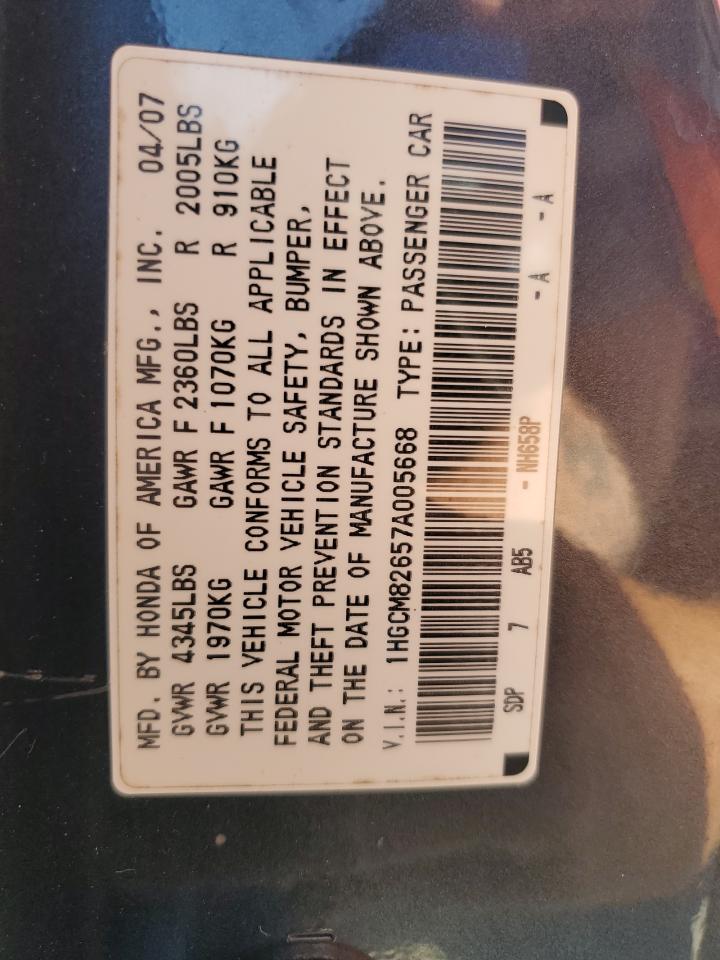 MFD. BY HONDA OF AMERICA MFG., INC. 04/07
GVWR 4345LBS GAWR F 2360LBS R 2005LBS
GVWR 1970KG GAWR F 1070KG R 910KG
THIS VEHICLE CONFORMS TO ALL APPLICABLE
FEDERAL MOTOR VEHICLE SAFETY, BUMPER,
AND THEFT PREVENTION STANDARDS IN EFFECT
ON THE DATE OF MANUFACTURE SHOWN ABOVE.
V.I.N.: 1HGCM82657A005668 TYPE: PASSENGER CAR
SDP 7 AB5 - NH658P - A - A